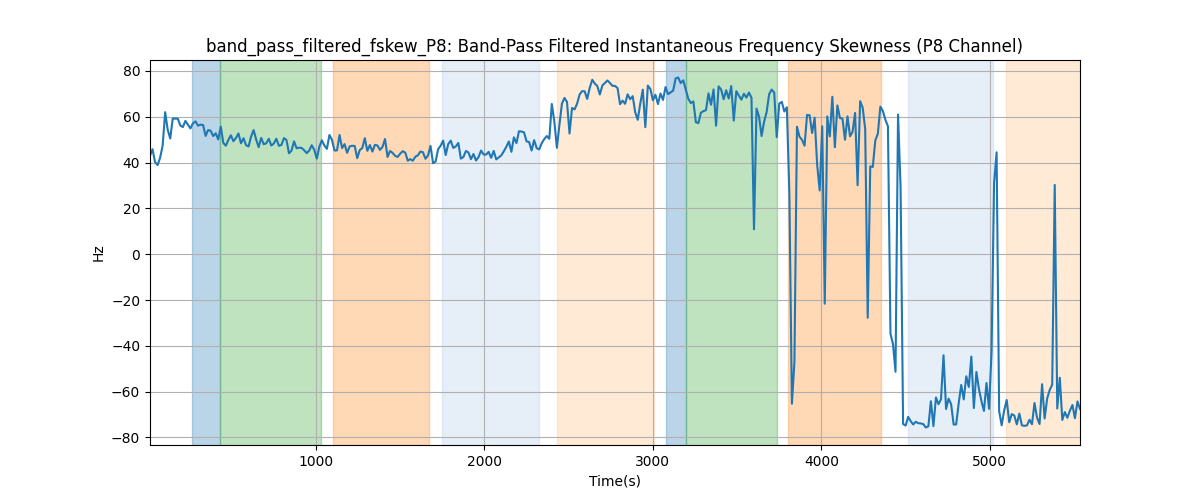 band_pass_filtered_fskew_P8: Band-Pass Filtered Instantaneous Frequency Skewness (P8 Channel)
80
60
40
20
0
−20
−40
−60
−80
Hz
1000 2000 3000 4000 5000
Time(s)